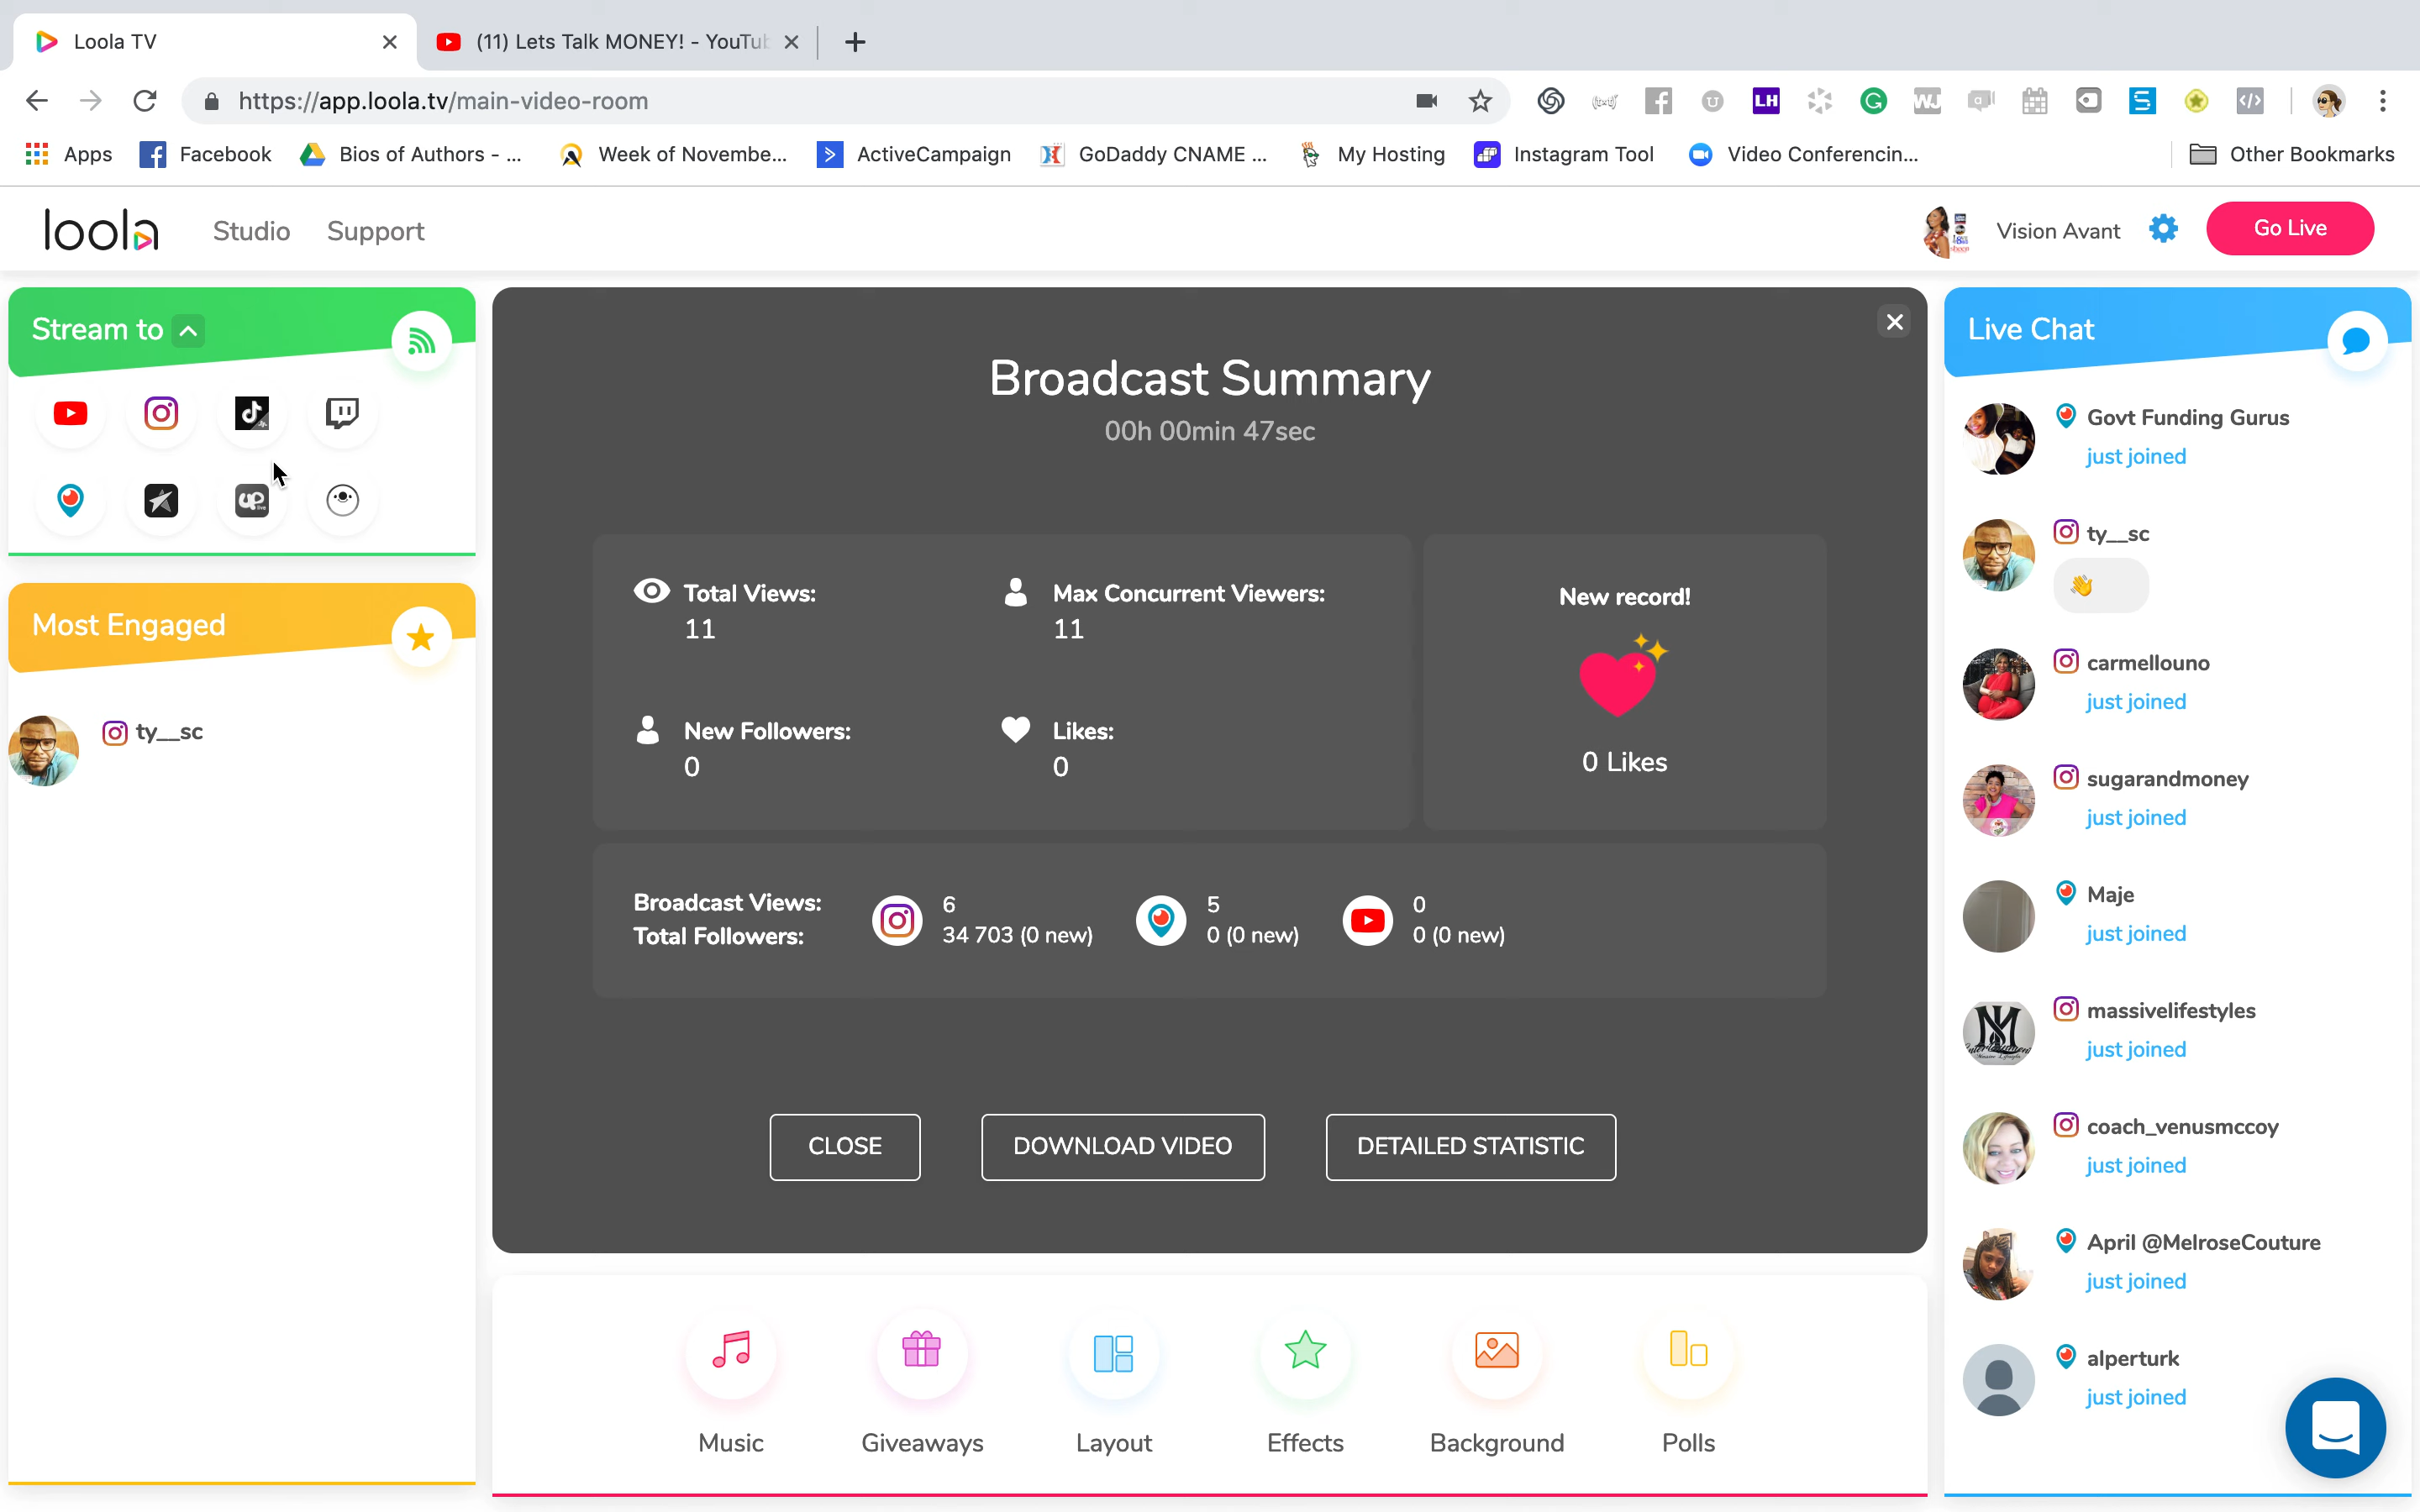 Loola TV
(11) Lets Talk MONEY! - YouTub
https://app.loola.tv/main-video-room
Apps
Facebook
Bios of Authors - ...
Week of Novembe...
ActiveCampaign
GoDaddy CNAME ...
My Hosting
Instagram Tool
Video Conferencin...
Other Bookmarks
loola
Studio
Support
Vision Avant
Go Live
Stream to
Most Engaged
ty__sc
Broadcast Summary
00h 00min 47sec
Total Views:
11
Max Concurrent Viewers:
11
New Followers:
0
Likes:
0
New record!
0 Likes
Broadcast Views:
Total Followers:
6
34 703 (0 new)
5
0 (0 new)
0
0 (0 new)
CLOSE
DOWNLOAD VIDEO
DETAILED STATISTIC
Music
Giveaways
Layout
Effects
Background
Polls
Live Chat
Govt Funding Gurus
just joined
ty__sc
👋
carmellouno
just joined
sugarandmoney
just joined
Maje
just joined
massivelifestyles
just joined
coach_venusmccoy
just joined
April @MelroseCouture
just joined
alperturk
just joined